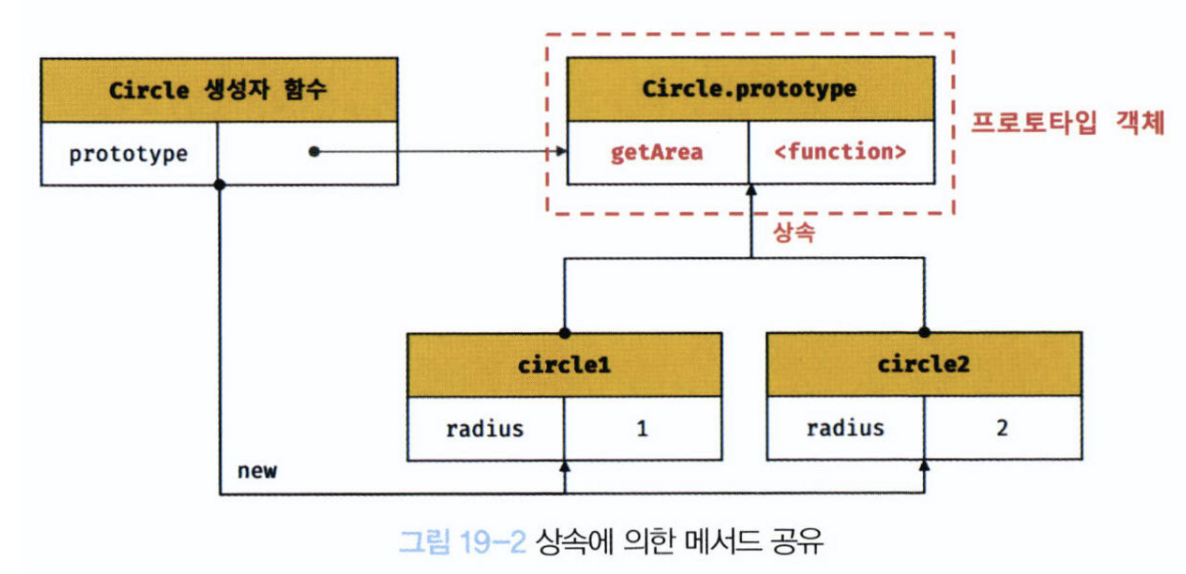 Circle 생성자 함수
prototype
Circle.prototype
getArea
<function>
프로토타입 객체
상속
circle1
radius
1
circle2
radius
2
new
그림 19-2 상속에 의한 메서드 공유